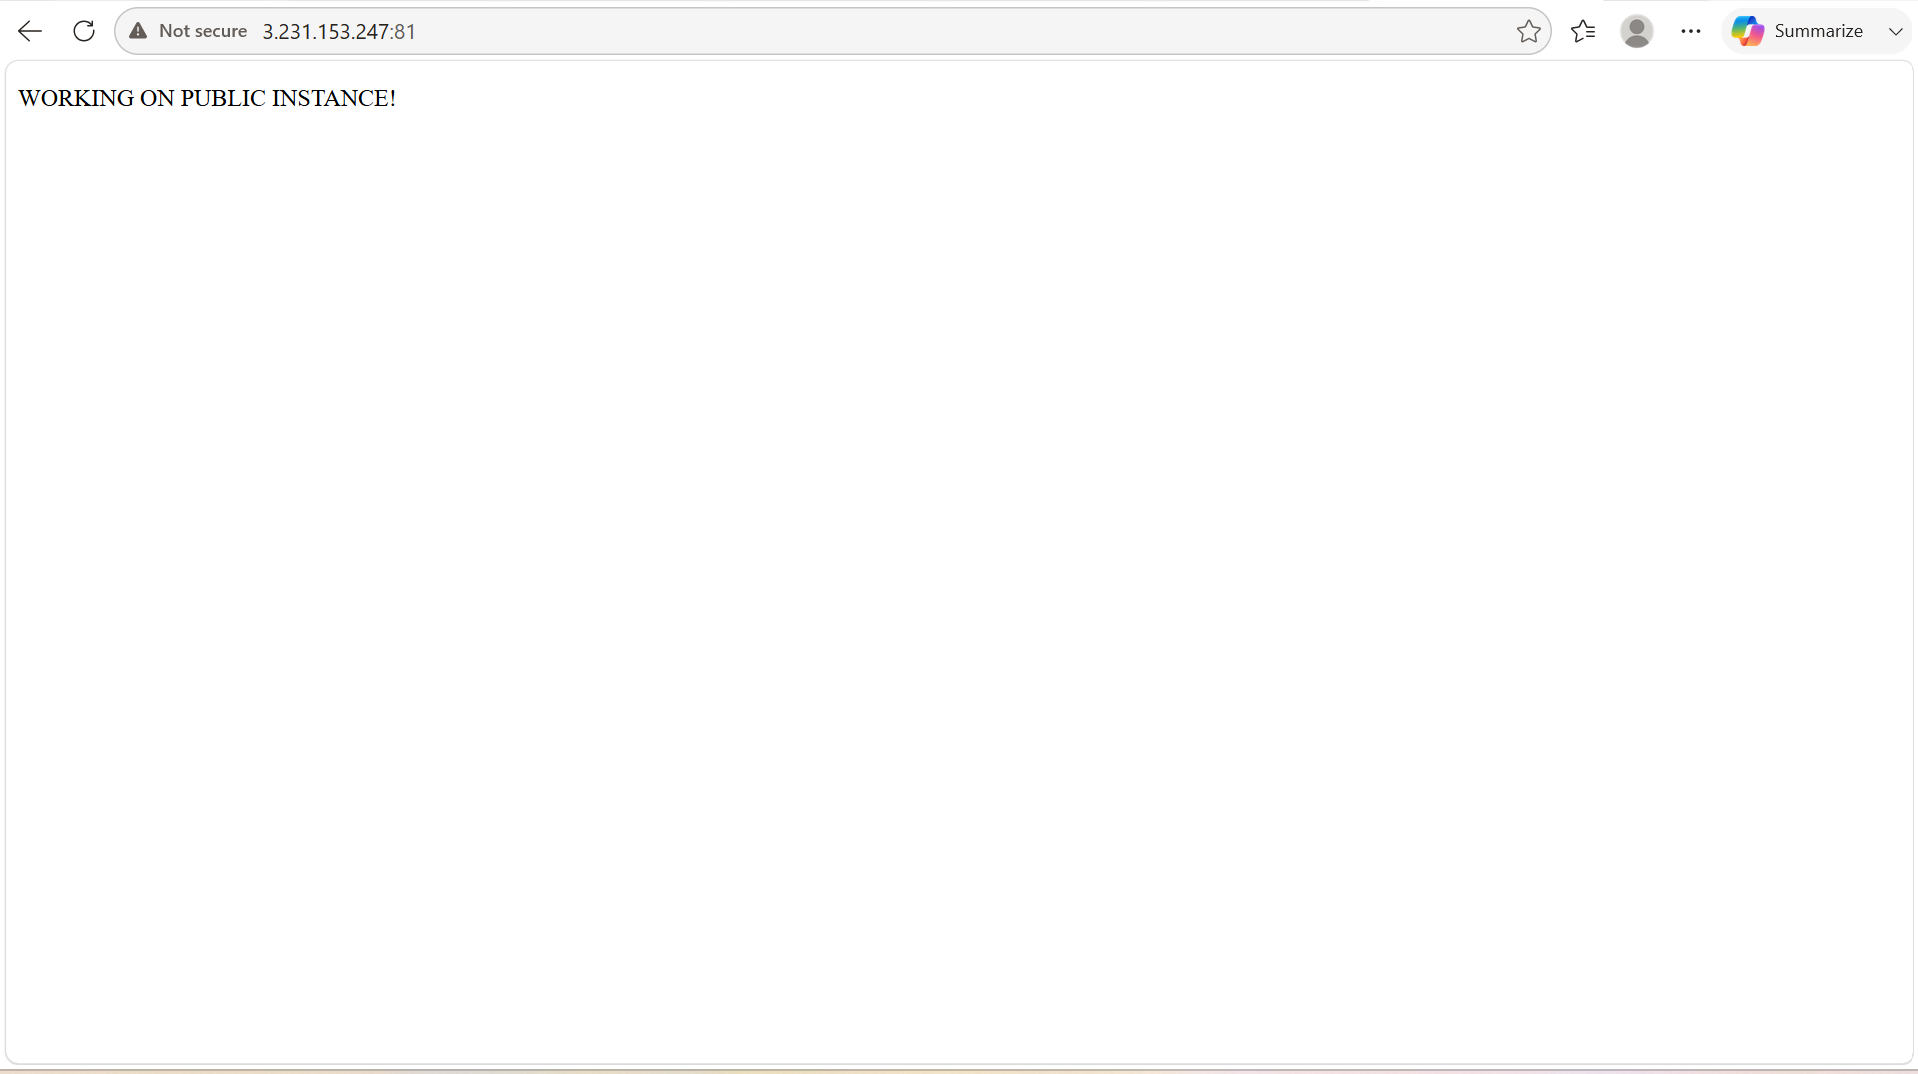 Not secure 3.231.153.247:81 Summarize
WORKING ON PUBLIC INSTANCE!